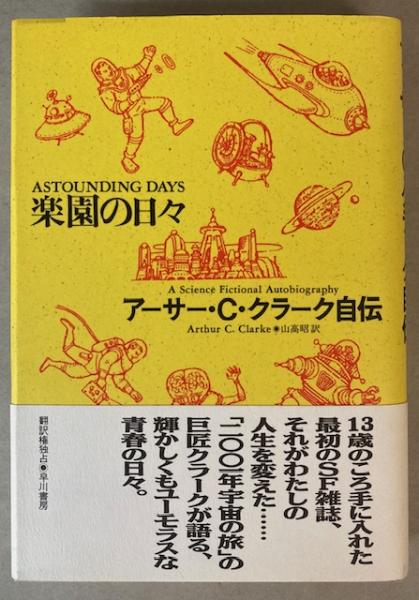 ASTOUNDING DAYS
楽園の日々
A Science Fictional Autobiography
アーサー・C・クラーク自伝
Arthur C. Clarke◉山高昭 訳
13歳のころ手に入れた
最初のSF雑誌、
それがわたしの
人生を変えた……
『二〇〇一年宇宙の旅』の
巨匠クラークが語る、
輝かしくもユーモラスな
青春の日々。
翻訳権独占◉早川書房